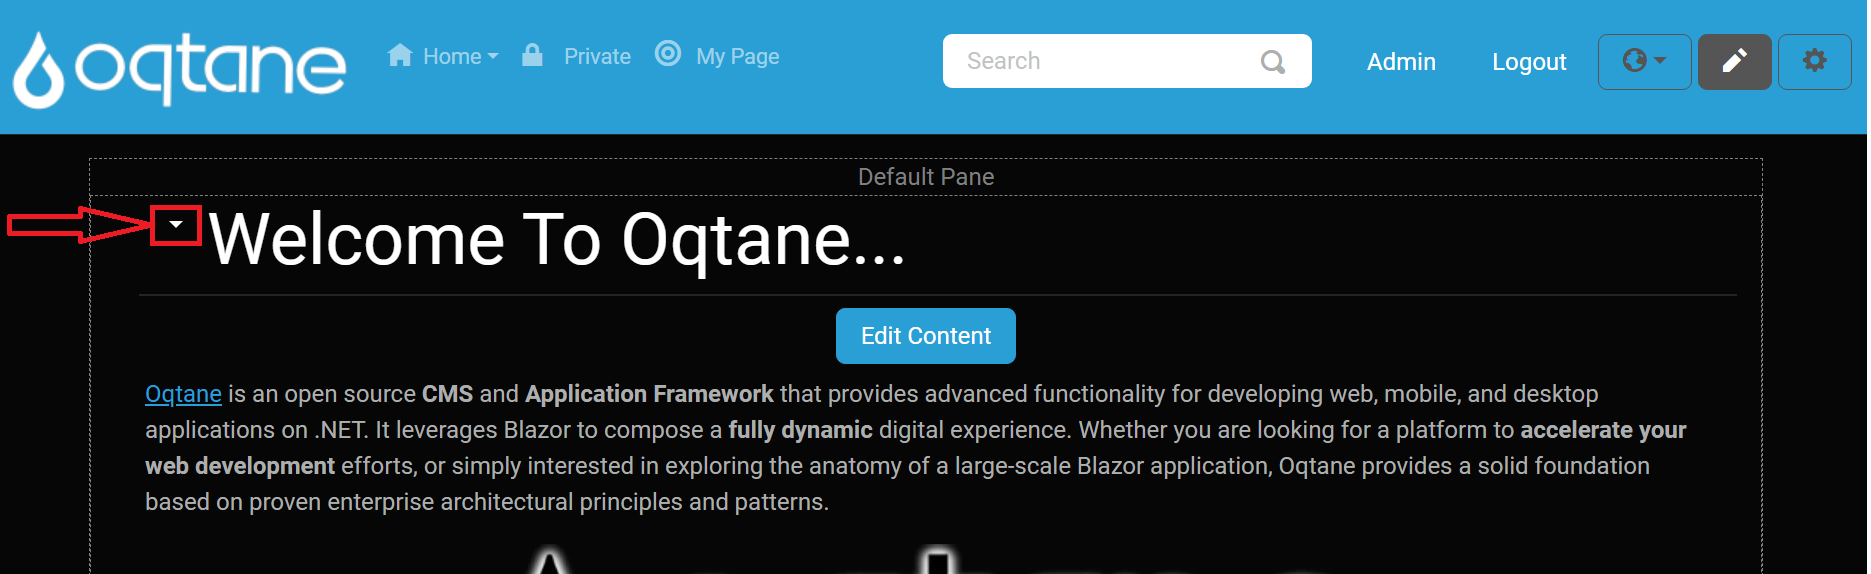 oqtane Home Private My Page Search Admin Logout
Default Pane
Welcome To Oqtane...
Edit Content
Oqtane is an open source CMS and Application Framework that provides advanced functionality for developing web, mobile, and desktop
applications on .NET. It leverages Blazor to compose a fully dynamic digital experience. Whether you are looking for a platform to accelerate your
web development efforts, or simply interested in exploring the anatomy of a large-scale Blazor application, Oqtane provides a solid foundation
based on proven enterprise architectural principles and patterns.